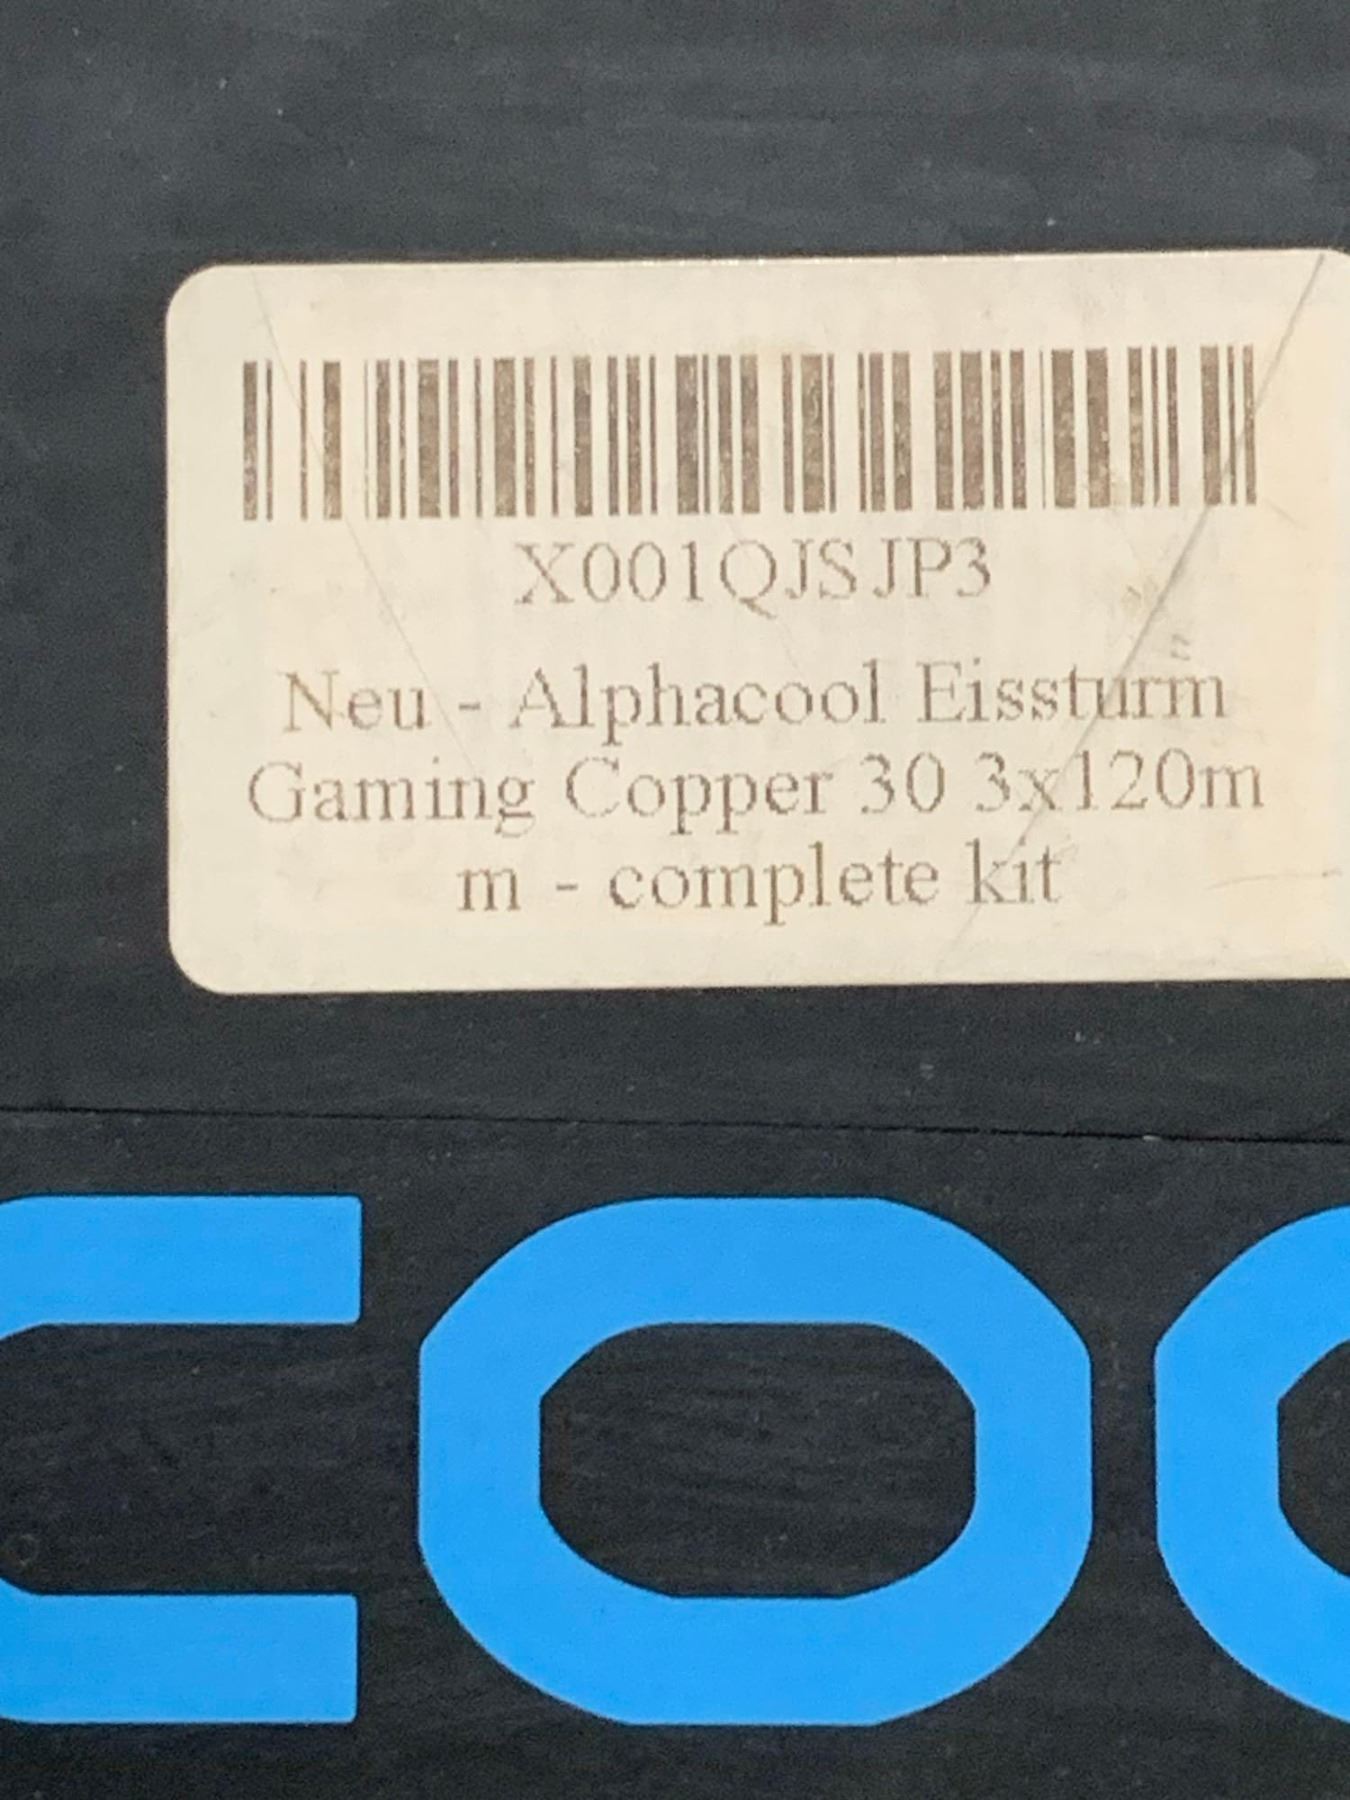 X001QJSJP3
Neu - Alphacool Eissturm
Gaming Copper 30 3x120m
m - complete kit
COO